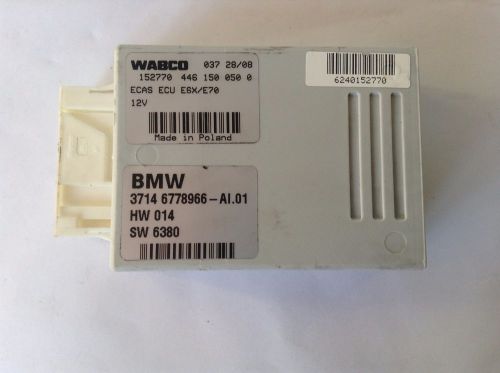 WABCO 037 28/08
152770 446 150 050 0
ECAS ECU E6X/E70
12V
Made in Poland
6240152770
BMW
3714 6778966-AI.01
HW 014
SW 6380